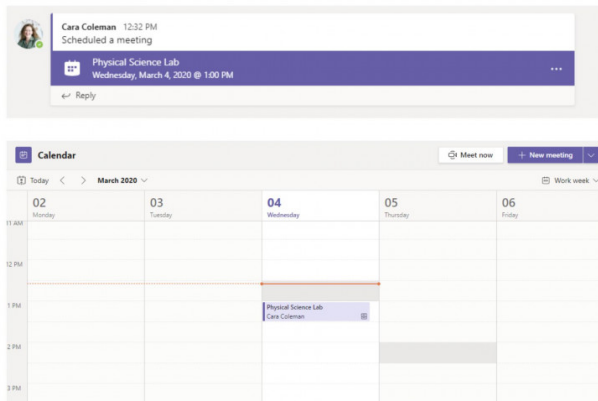 Cara Coleman 12:32 PM
Scheduled a meeting
Physical Science Lab
Wednesday, March 4, 2020 @ 1:00 PM
Reply
Calendar
Meet now
+ New meeting
Today
March 2020
Work week
02
Monday
03
Tuesday
04
Wednesday
05
Thursday
06
Friday
11 AM
12 PM
1 PM
Physical Science Lab
Cara Coleman
2 PM
3 PM